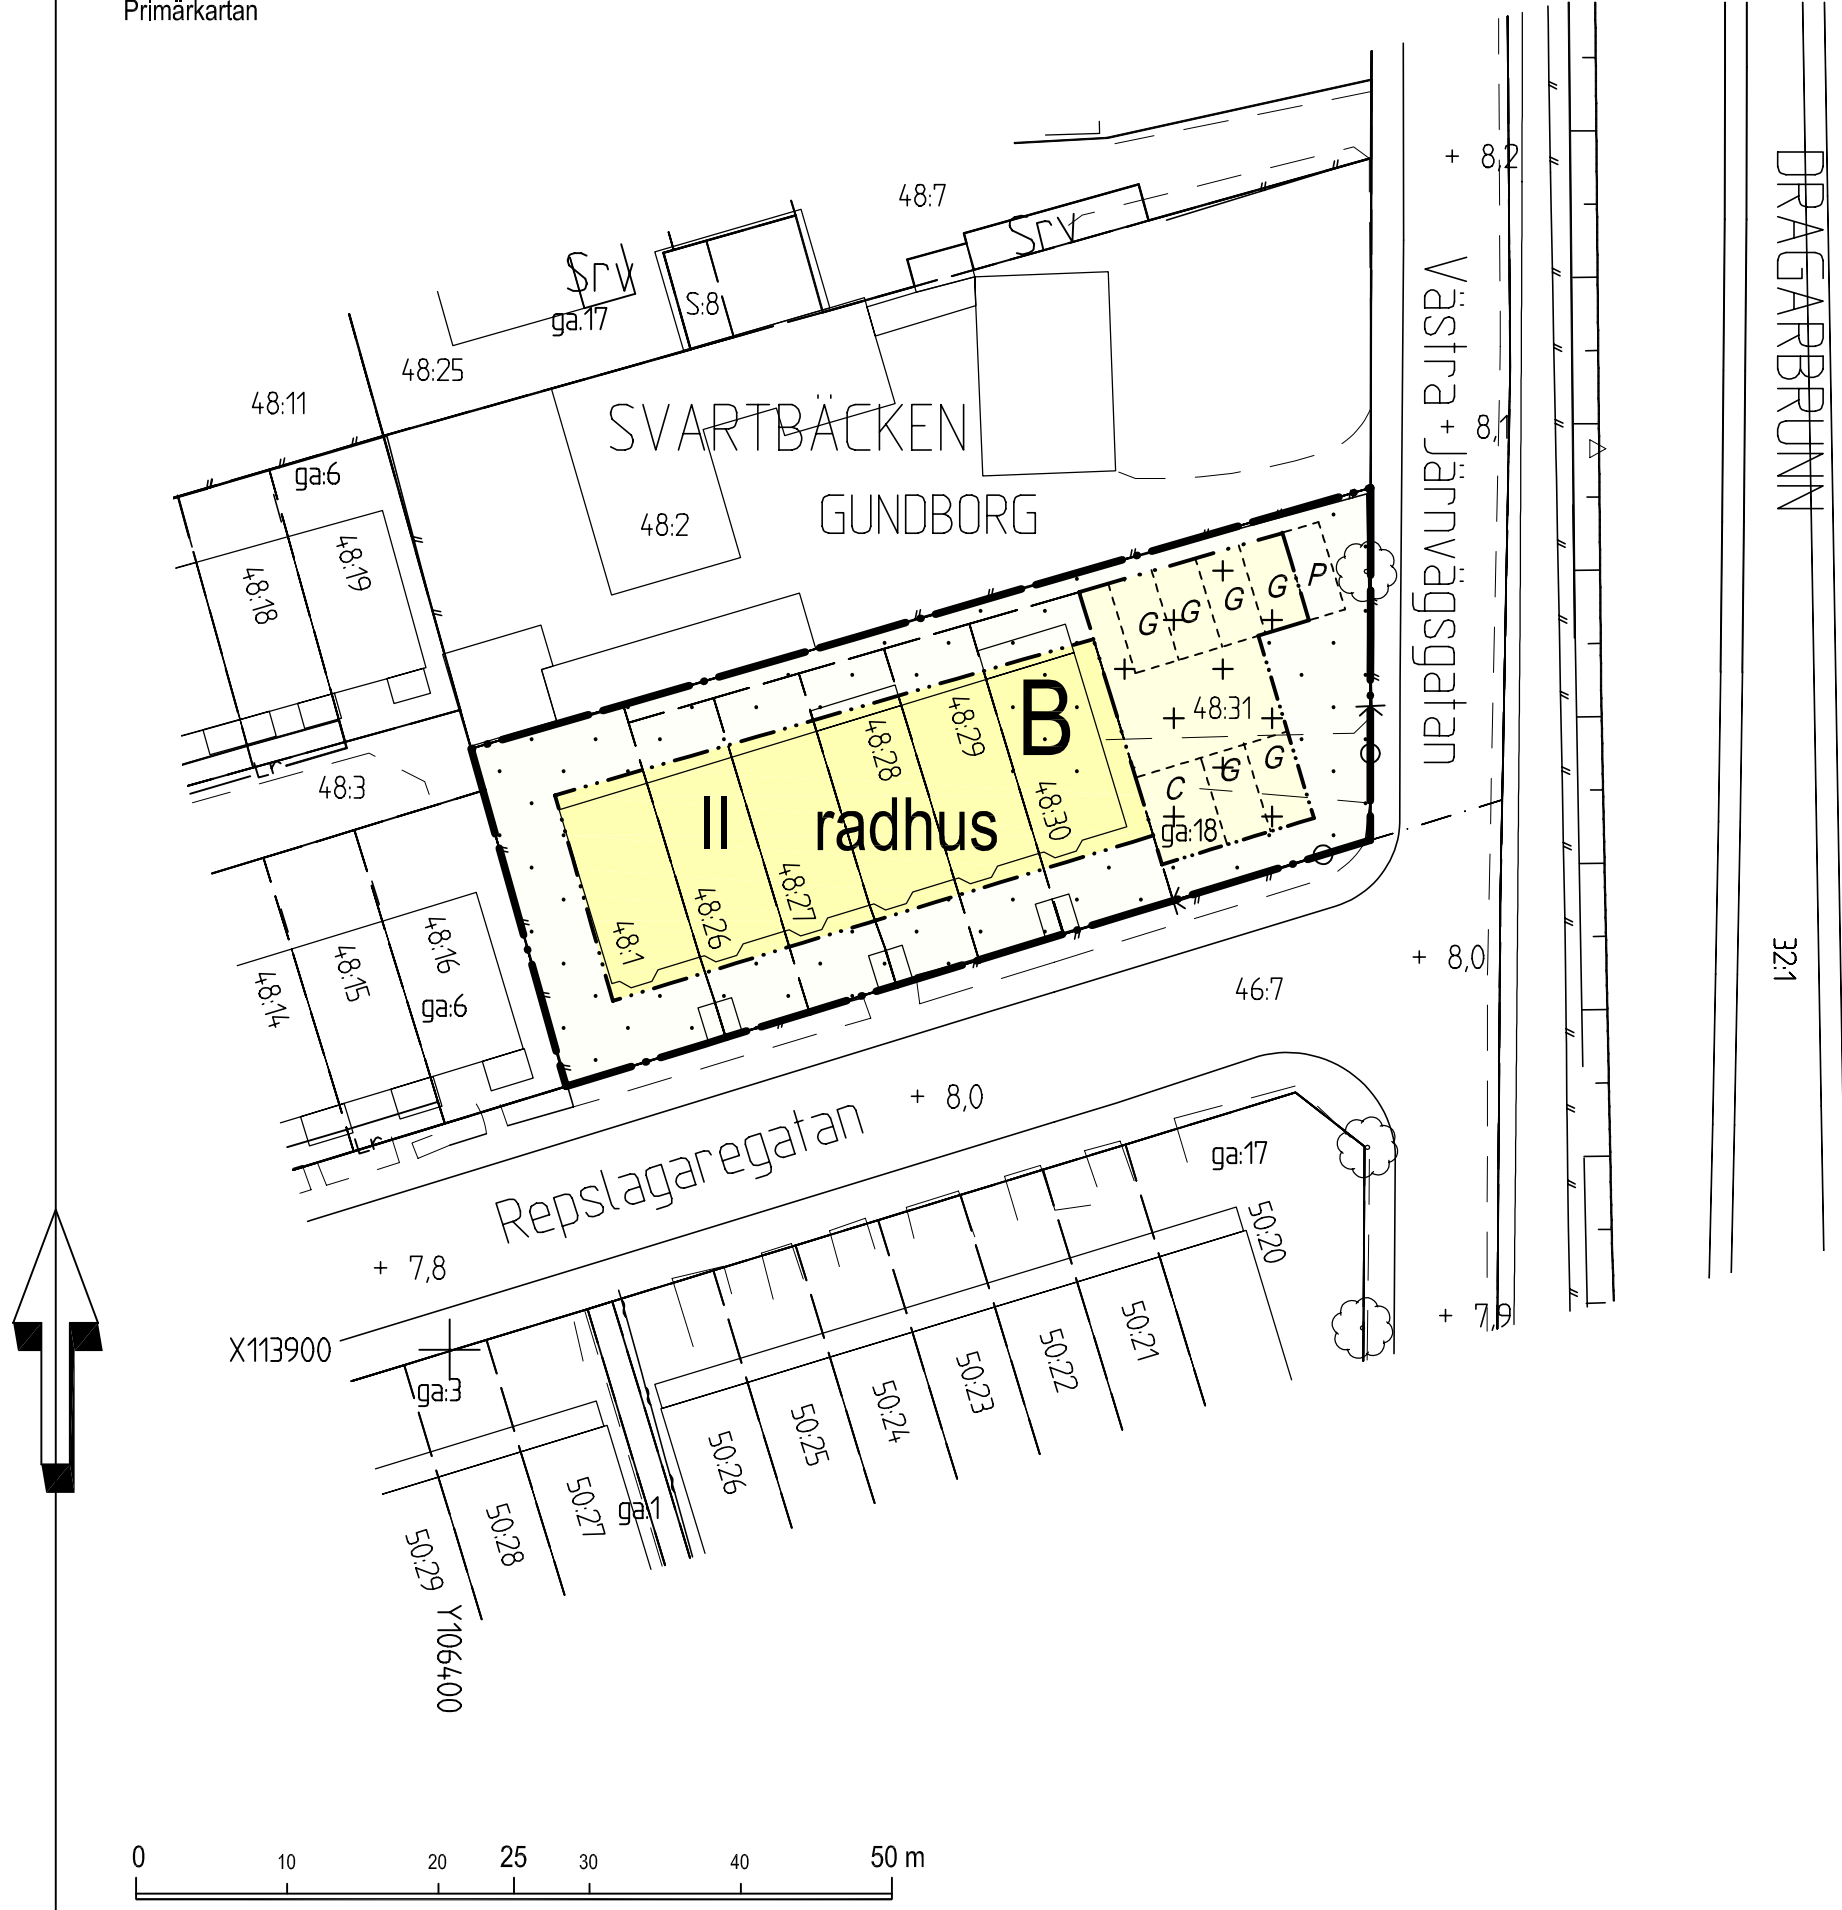 Primärkartan
48:7
8,2
Srv
Srv
S:8
ga:17
48:25
48:11
ga:6
SVARTBÄCKEN
GUNDBORG
48:2
8,1
Västra Järnvägsgatan
DRAGARBRUNN
48:19
48:18
G
G
G
G
P
B
48:31
48:29
48:28
48:30
C
G
G
ga:18
II
radhus
Lr
48:3
48:27
48:26
48:1
48:16
48:15
48:14
ga:6
Lr
8,0
46:7
32:1
8,0
Repslagaregatan
ga:17
50:20
7,8
7,9
X113900
ga:3
50:21
50:22
50:23
50:24
50:25
50:26
ga:1
50:27
50:28
50:29
Y106400
0 10 20 25 30 40 50 m